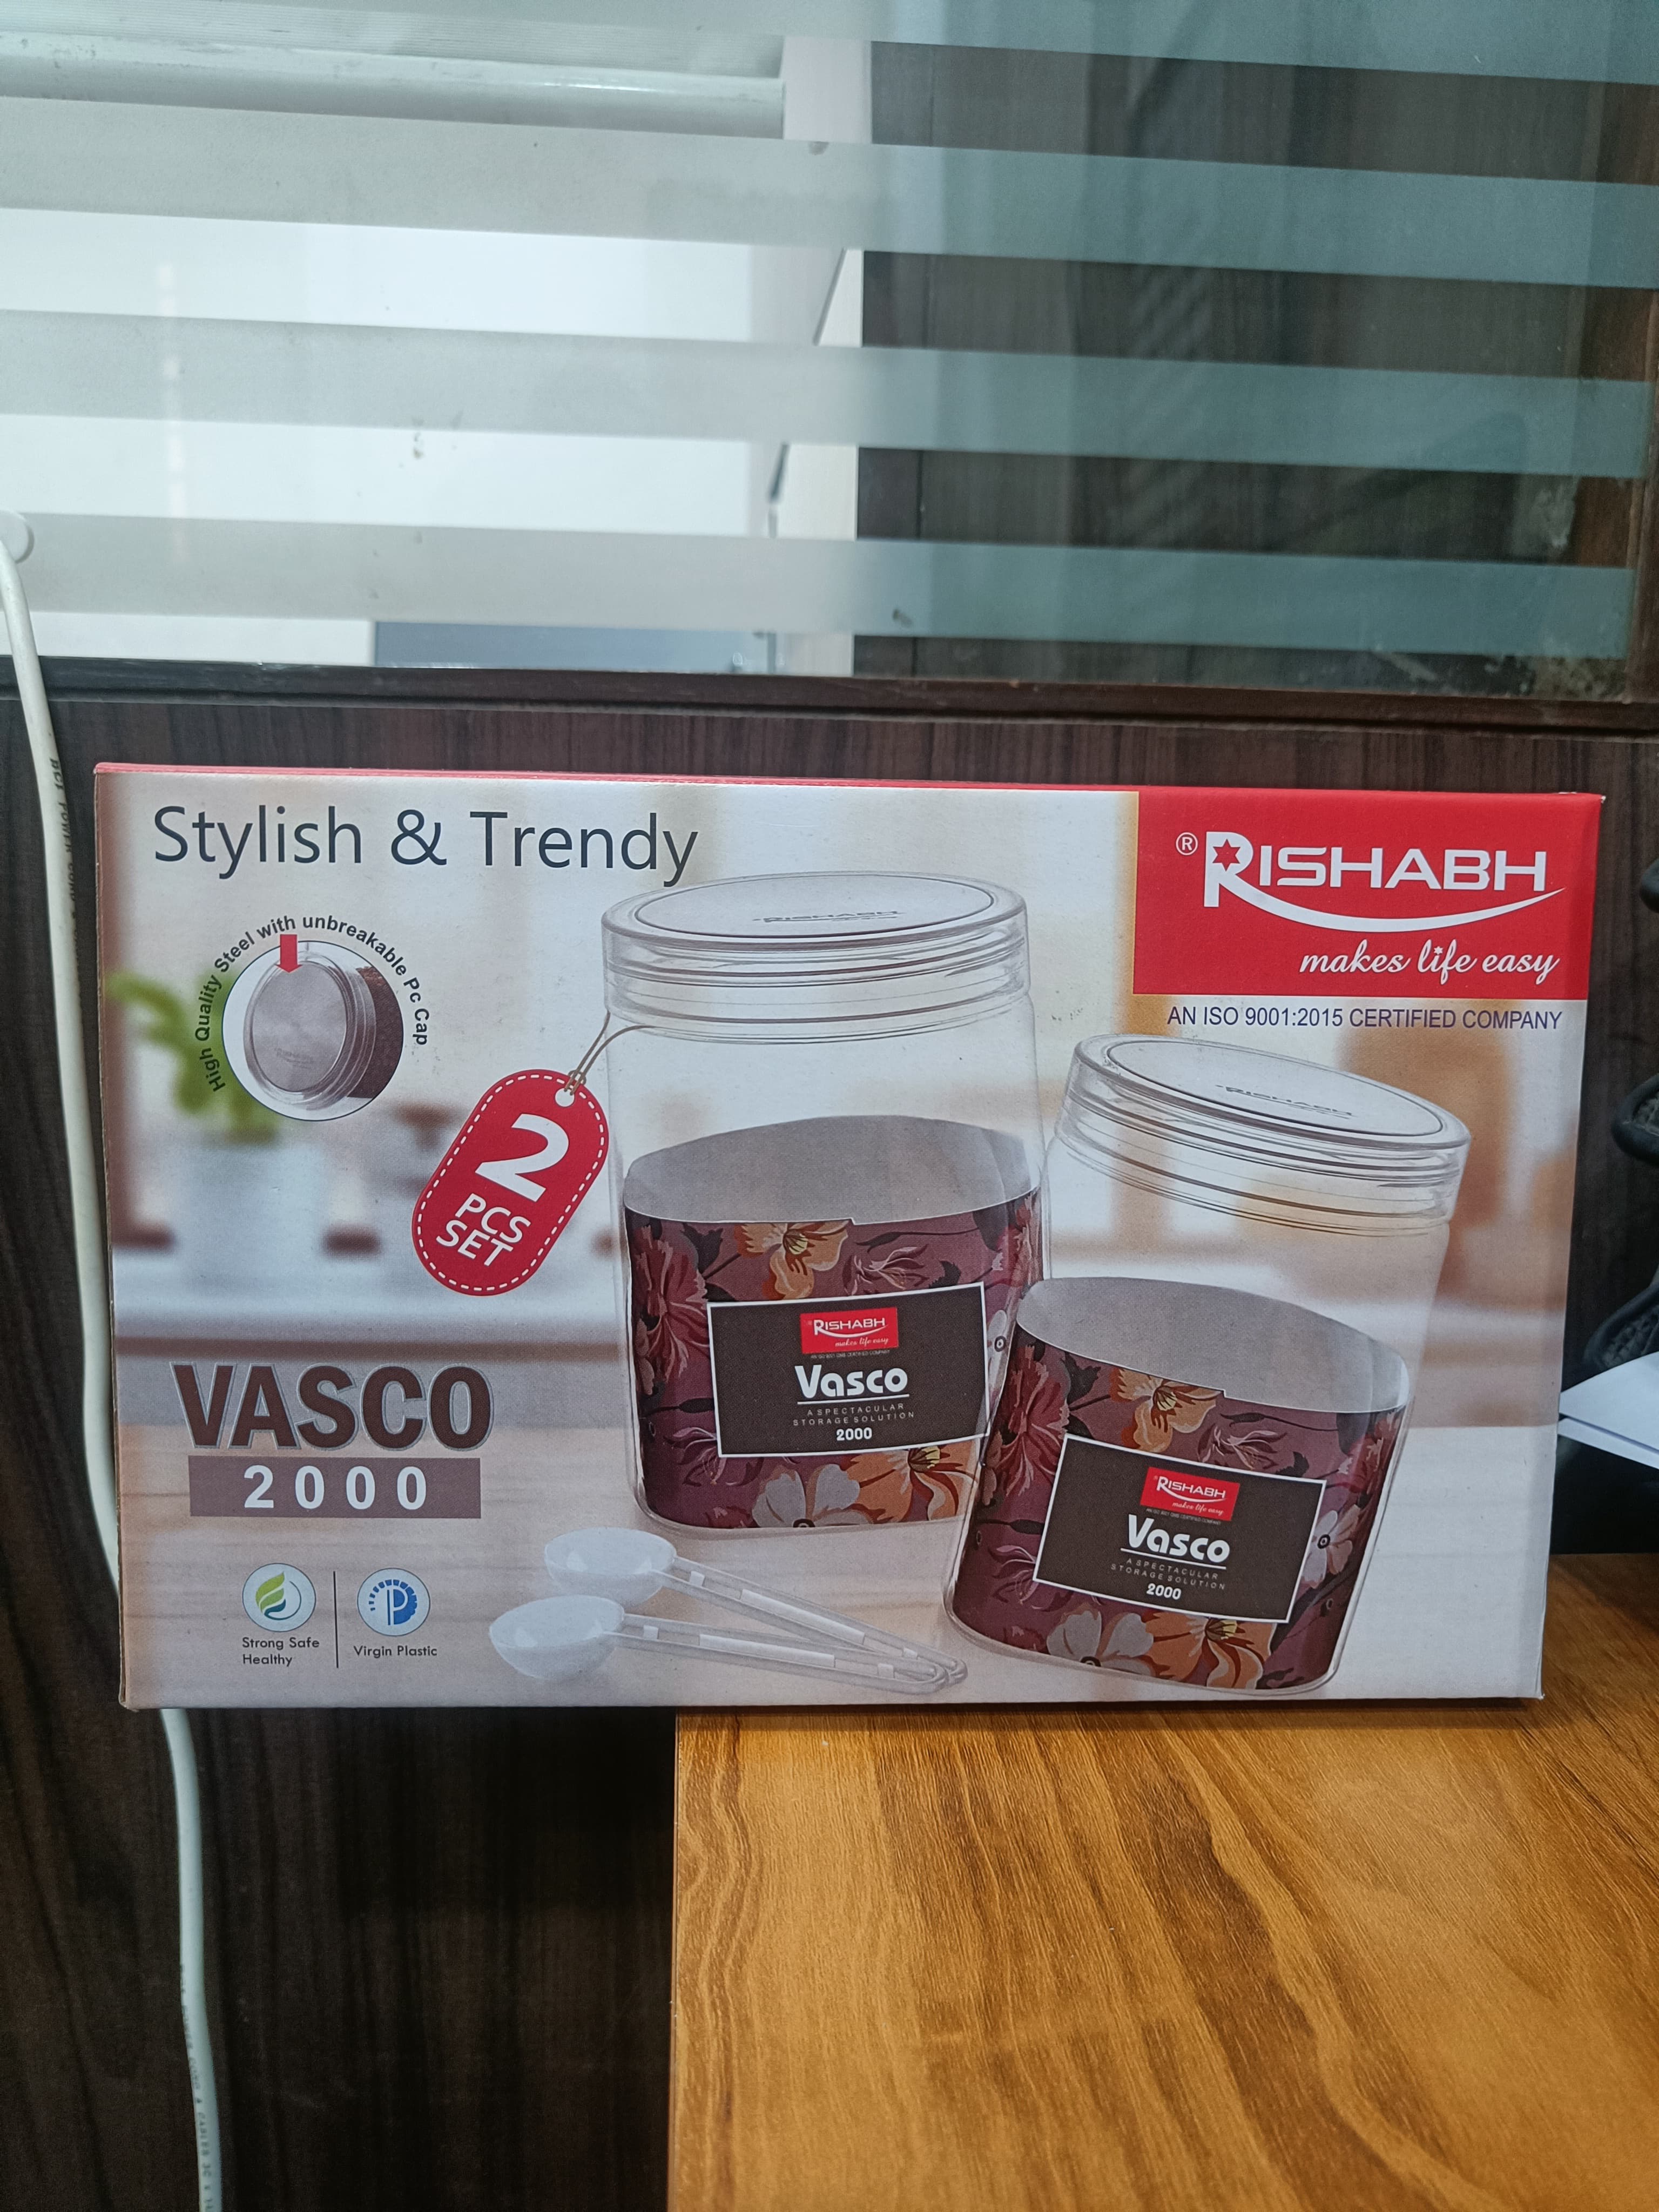 Stylish & Trendy
® RISHABH
makes life easy
AN ISO 9001:2015 CERTIFIED COMPANY
High Quality Steel with unbreakable Pc Cap
RISHABH
RISHABH
2
PCS
SET
RISHABH
makes life easy
Vasco
A SPECTACULAR
STORAGE SOLUTION
2000
RISHABH
makes life easy
Vasco
A SPECTACULAR
STORAGE SOLUTION
2000
VASCO
2000
Strong Safe
Healthy
Virgin Plastic